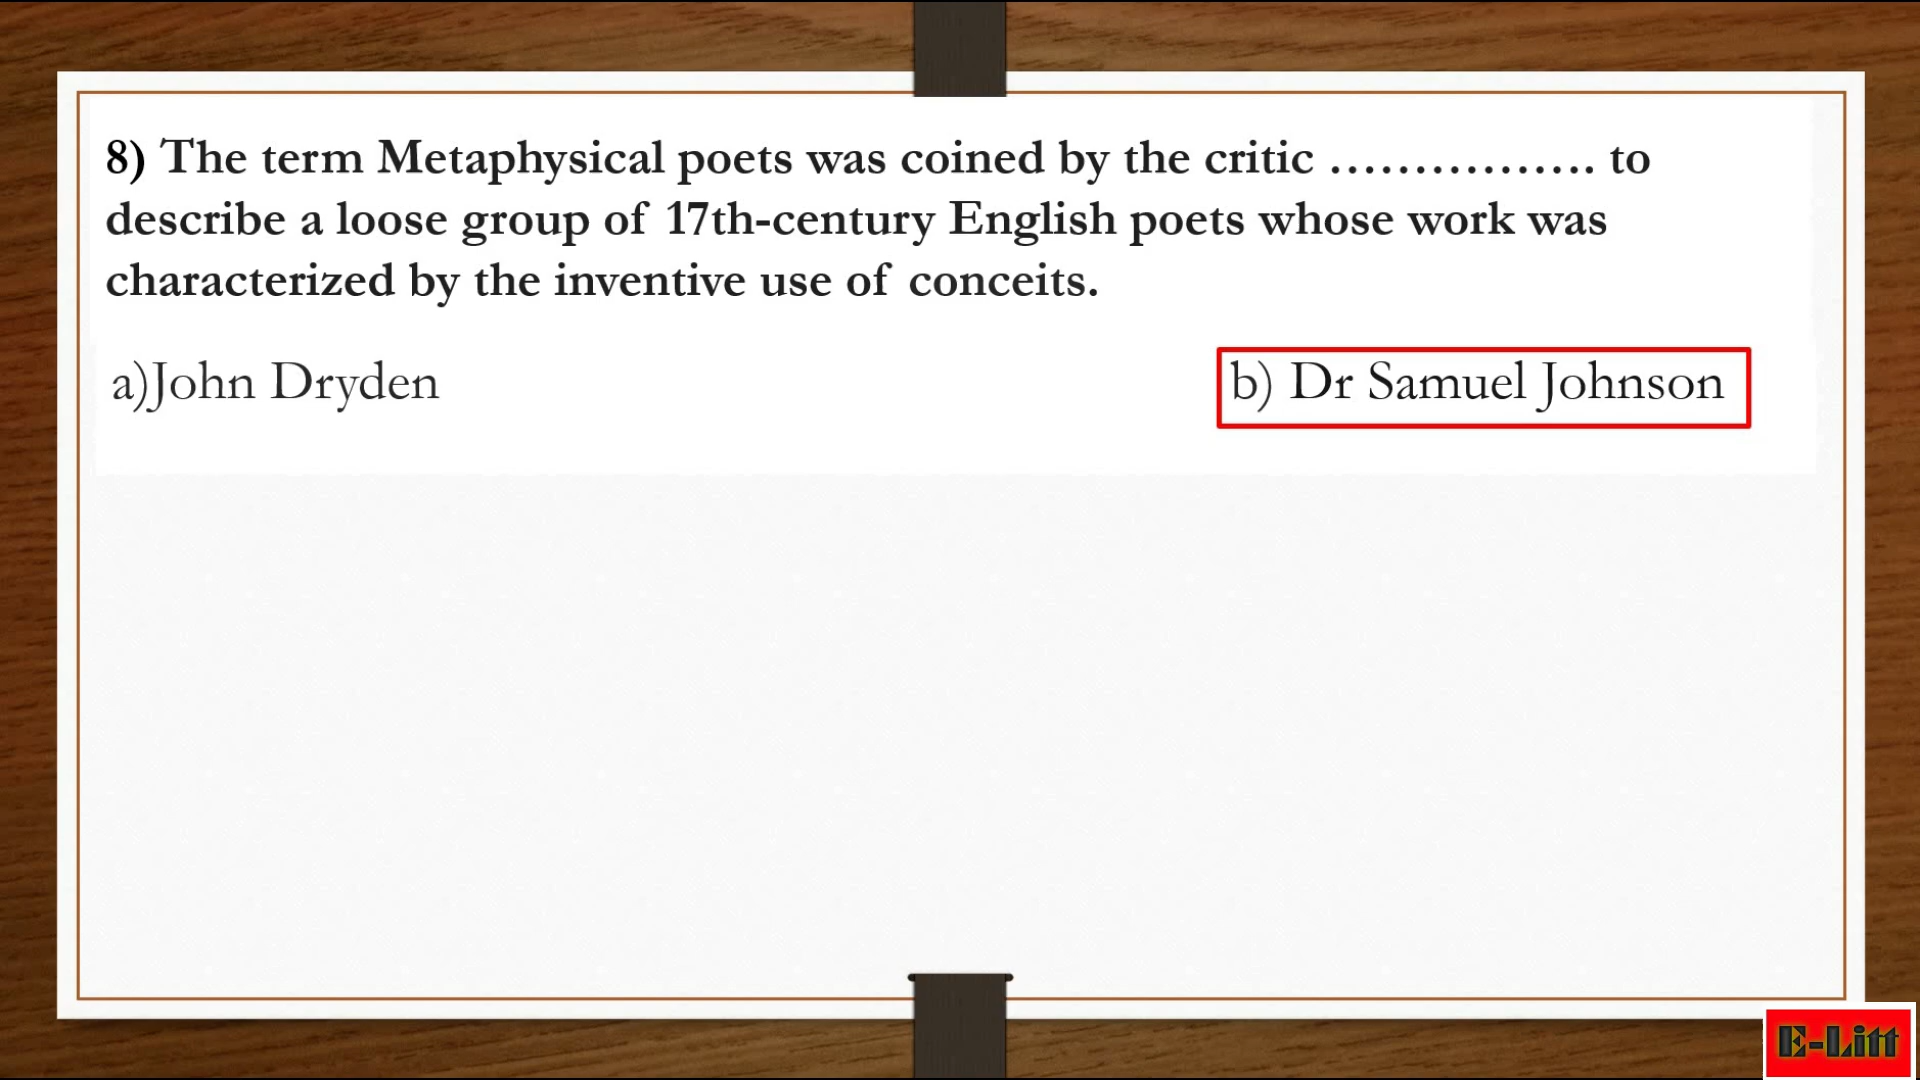 8) The term Metaphysical poets was coined by the critic ................ to
describe a loose group of 17th-century English poets whose work was
characterized by the inventive use of conceits.
a)John Dryden
b) Dr Samuel Johnson
E-Litt